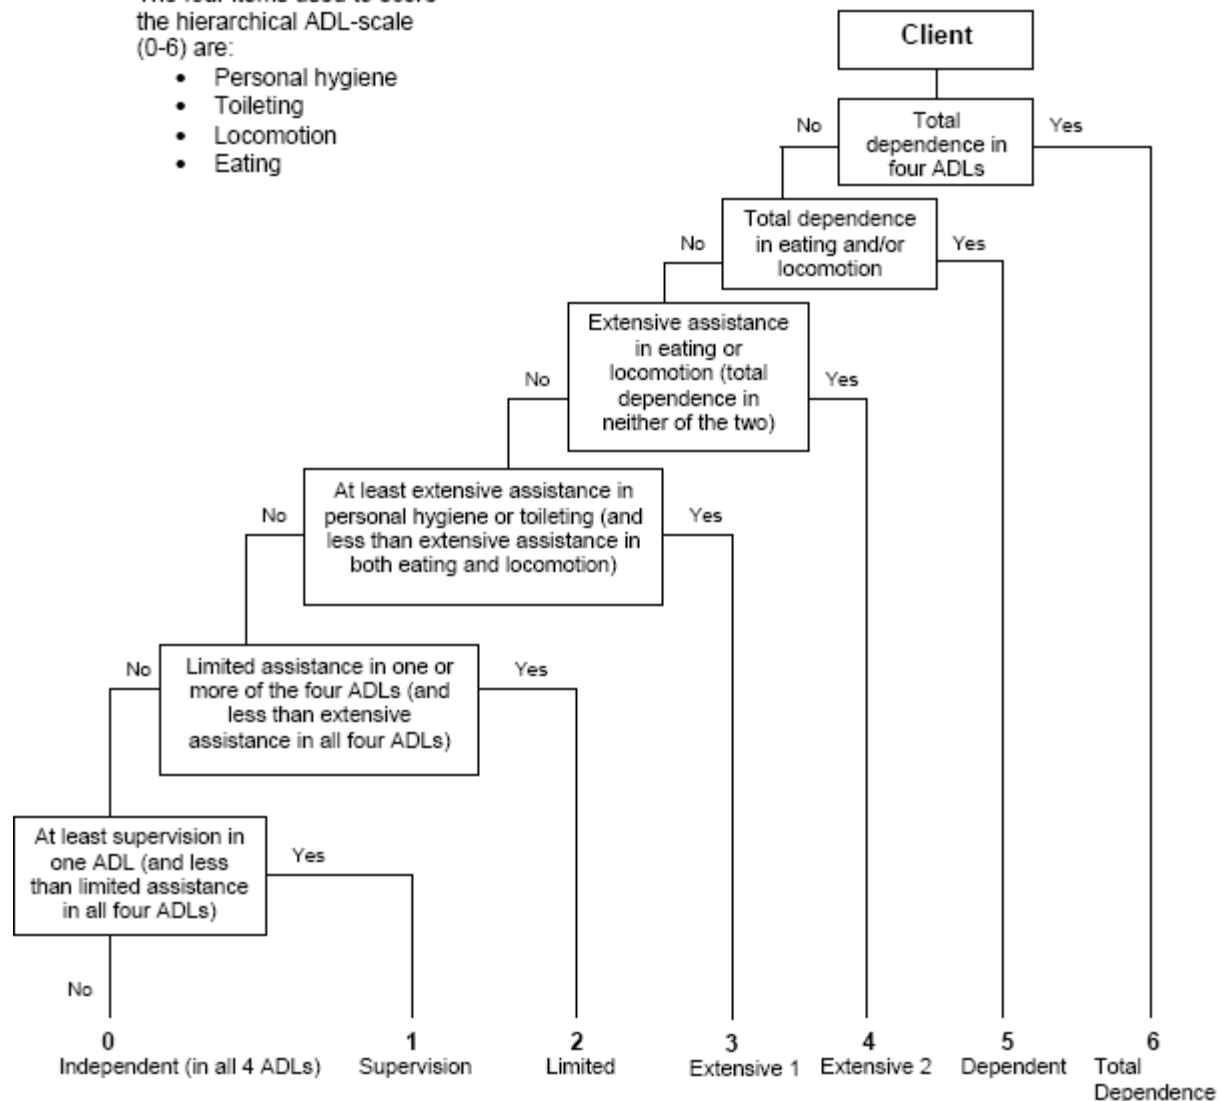 the hierarchical ADL-scale
(0-6) are:
• Personal hygiene
• Toileting
• Locomotion
• Eating
Client
Total
dependence in
four ADLs
No
Yes
Total dependence
in eating and/or
locomotion
No
Yes
Extensive assistance
in eating or
locomotion (total
dependence in
neither of the two)
No
Yes
At least extensive assistance in
personal hygiene or toileting (and
less than extensive assistance in
both eating and locomotion)
No
Yes
Limited assistance in one or
more of the four ADLs (and
less than extensive
assistance in all four ADLs)
No
Yes
At least supervision in
one ADL (and less
than limited assistance
in all four ADLs)
Yes
No
0
Independent (in all 4 ADLs)
1
Supervision
2
Limited
3
Extensive 1
4
Extensive 2
5
Dependent
6
Total
Dependence